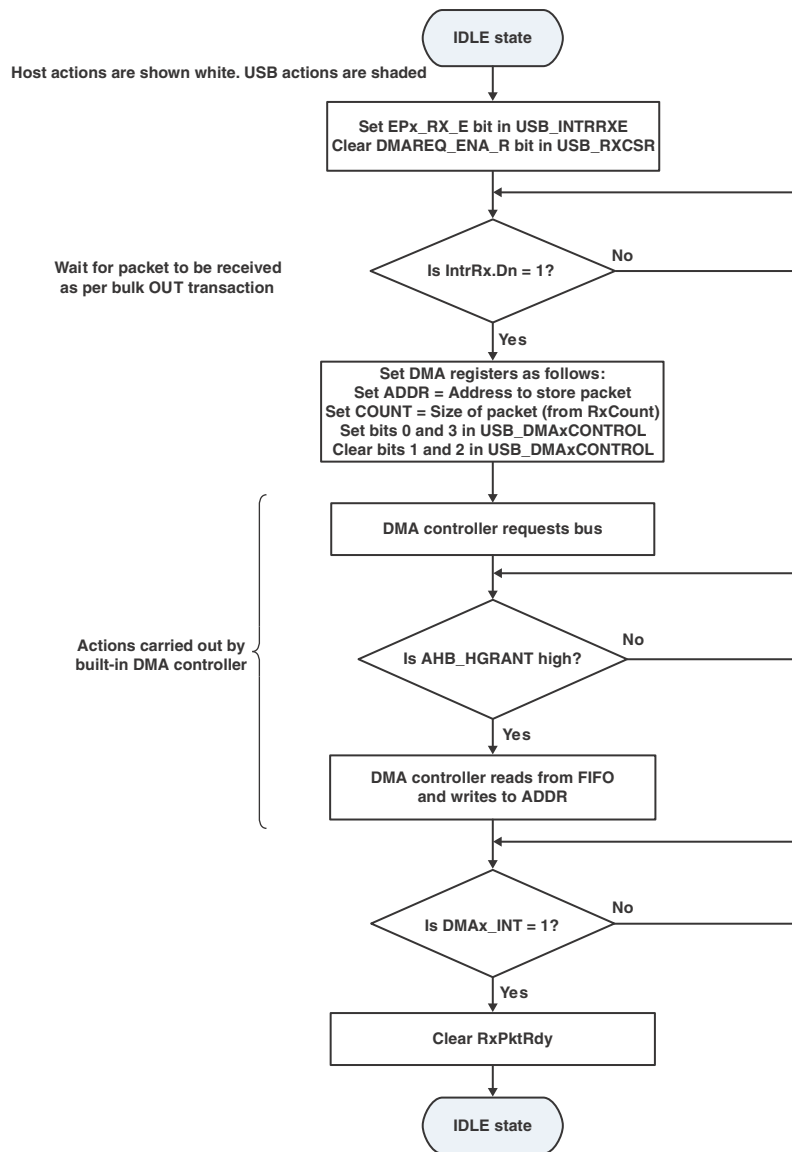 IDLE state
Host actions are shown white. USB actions are shaded
Set EPx_RX_E bit in USB_INTRRXE
Clear DMAREQ_ENA_R bit in USB_RXCSR
Wait for packet to be received
as per bulk OUT transaction
Is IntrRx.Dn = 1?
No
Yes
Set DMA registers as follows:
Set ADDR = Address to store packet
Set COUNT = Size of packet (from RxCount)
Set bits 0 and 3 in USB_DMAxCONTROL
Clear bits 1 and 2 in USB_DMAxCONTROL
DMA controller requests bus
Actions carried out by
built-in DMA controller
Is AHB_HGRANT high?
No
Yes
DMA controller reads from FIFO
and writes to ADDR
Is DMAx_INT = 1?
No
Yes
Clear RxPktRdy
IDLE state